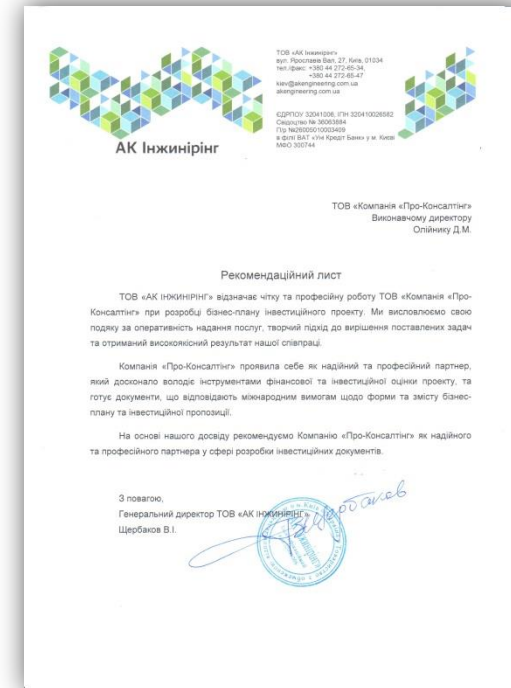 АК Інжинірінг
ТОВ «АК Інжинірінг»
вул. Ярославів Вал, 27, Київ, 01034
тел./факс: +380 44 272-65-34,
+380 44 272-65-47
kiev@akengineering.com.ua
akengineering.com.ua
ЄДРПОУ 32041008, ІПН 320410026582
Свідоцтво № 36063884
П/р №26005010003409
в філії ВАТ «Уні Кредіт Банк» у м. Києві
МФО 300744
ТОВ «Компанія «Про-Консалтінг»
Виконавчому директору
Олійнику Д.М.
Рекомендаційний лист
ТОВ «АК ІНЖИНІРІНГ» відзначає чітку та професійну роботу ТОВ «Компанія «Про-
Консалтінг» при розробці бізнес-плану інвестиційного проекту. Ми висловлюємо свою
подяку за оперативність надання послуг, творчий підхід до вирішення поставлених задач
та отриманий високоякісний результат нашої співпраці.
Компанія «Про-Консалтінг» проявила себе як надійний та професійний партнер,
який досконало володіє інструментами фінансової та інвестиційної оцінки проекту, та
готує документи, що відповідають міжнародним вимогам щодо форми та змісту бізнес-
плану та інвестиційної пропозиції.
На основі нашого досвіду рекомендуємо Компанію «Про-Консалтінг» як надійного
та професійного партнера у сфері розробки інвестиційних документів.
З повагою,
Генеральний директор ТОВ «АК ІНЖИНІРІНГ»
Щербаков В.І.